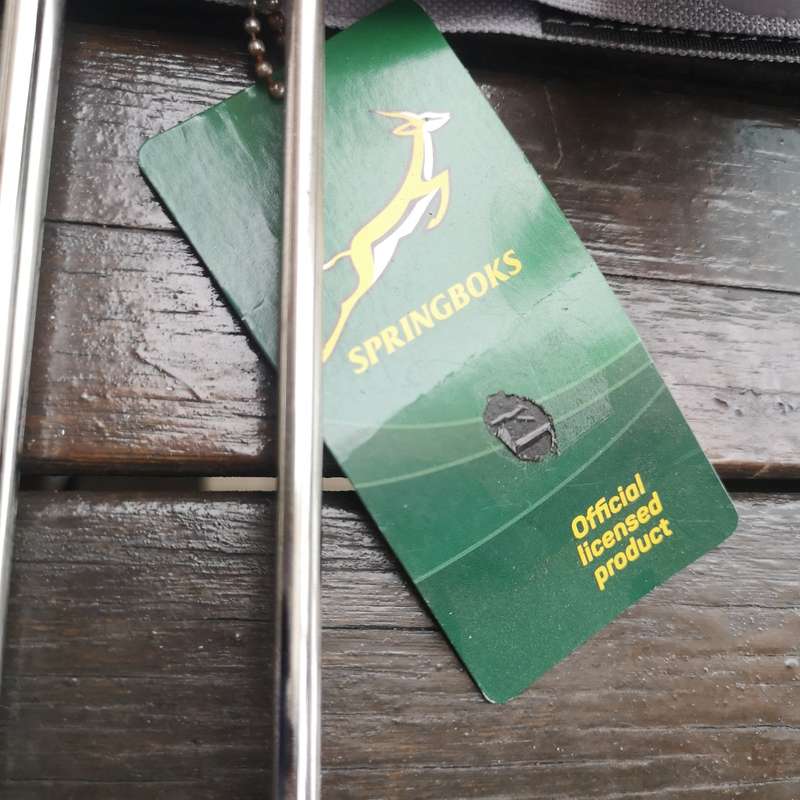 SPRINGBOKS
Official
licensed
product